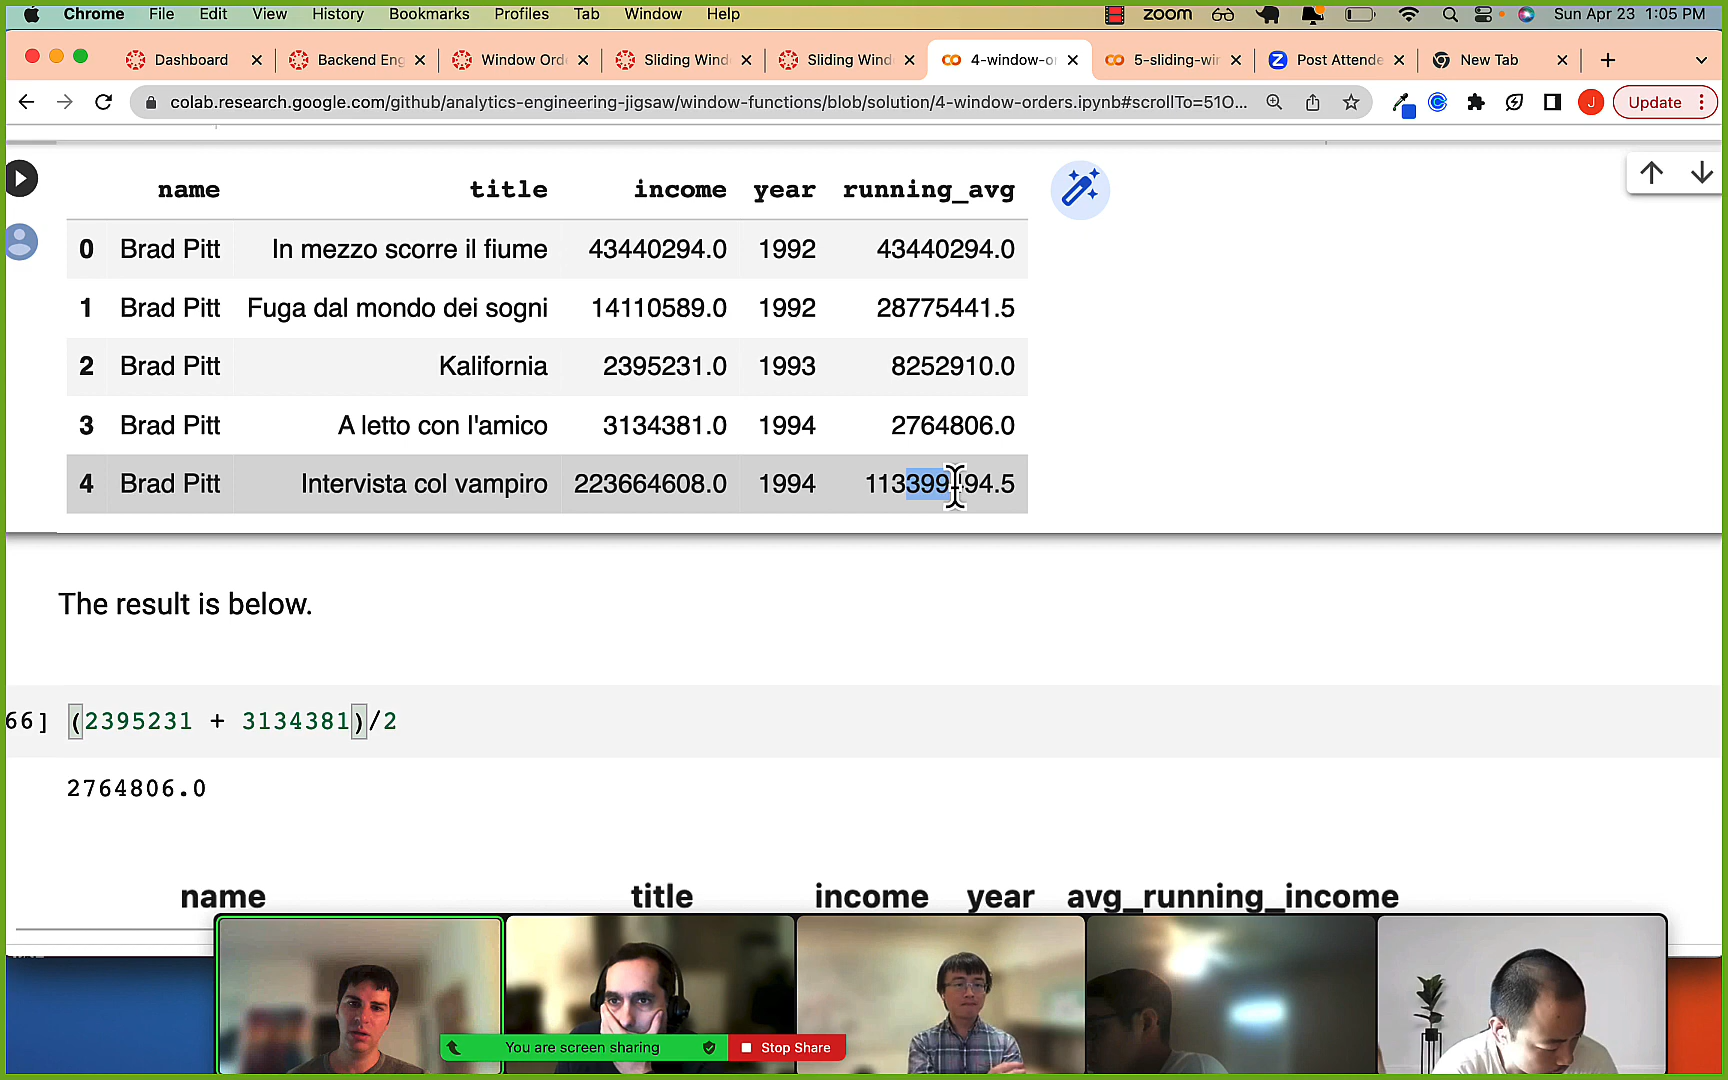 Chrome File Edit View History Bookmarks Profiles Tab Window Help zoom Sun Apr 23 1:05 PM
Dashboard Backend Eng Window Ord Sliding Wind Sliding Wind 4-window-or 5-sliding-wir Post Attende New Tab
colab.research.google.com/github/analytics-engineering-jigsaw/window-functions/blob/solution/4-window-orders.ipynb#scrollTo=51O... J Update
name title income year running_avg
0 Brad Pitt In mezzo scorre il fiume 43440294.0 1992 43440294.0
1 Brad Pitt Fuga dal mondo dei sogni 14110589.0 1992 28775441.5
2 Brad Pitt Kalifornia 2395231.0 1993 8252910.0
3 Brad Pitt A letto con l'amico 3134381.0 1994 2764806.0
4 Brad Pitt Intervista col vampiro 223664608.0 1994 113399494.5
The result is below.
66] (2395231 + 3134381)/2
2764806.0
name title income year avg_running_income
You are screen sharing Stop Share